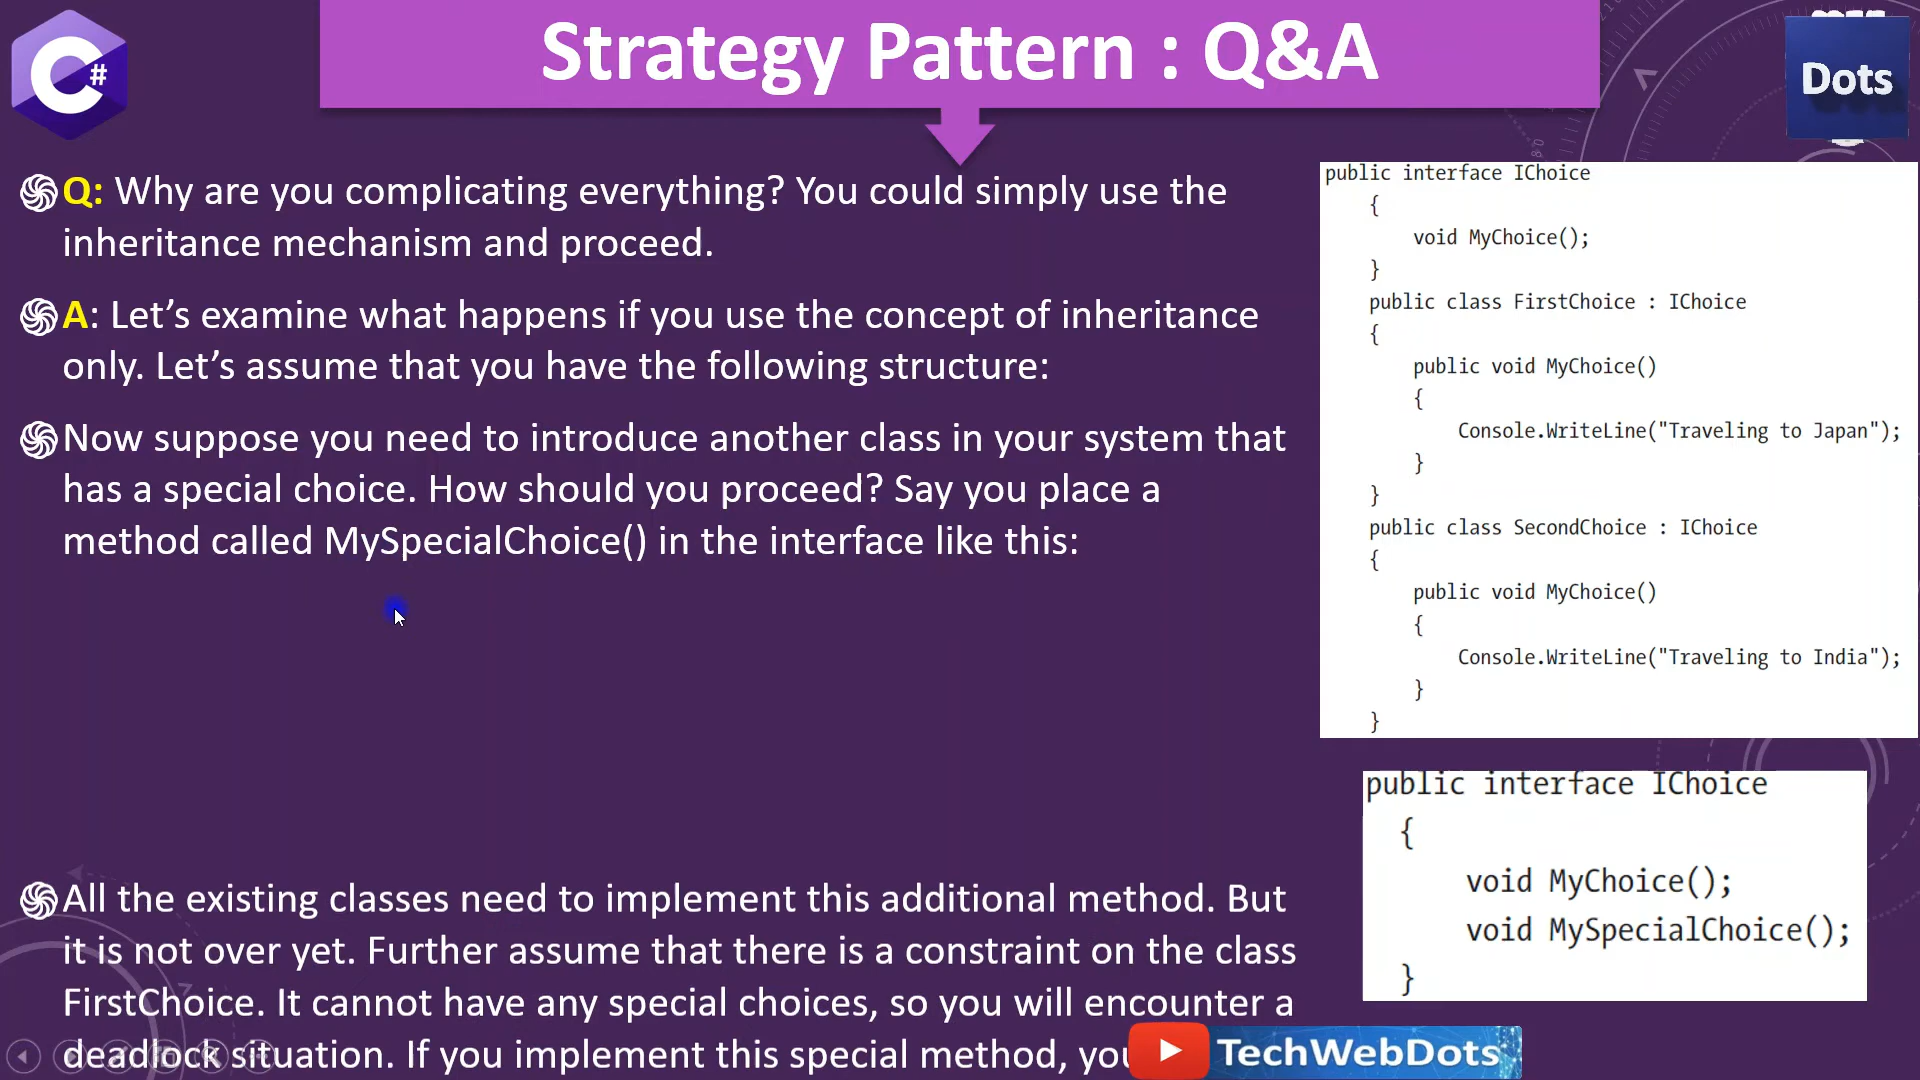 Strategy Pattern : Q&A
C#
Dots
Q: Why are you complicating everything? You could simply use the
inheritance mechanism and proceed.
A: Let’s examine what happens if you use the concept of inheritance
only. Let’s assume that you have the following structure:
Now suppose you need to introduce another class in your system that
has a special choice. How should you proceed? Say you place a
method called MySpecialChoice() in the interface like this:
All the existing classes need to implement this additional method. But
it is not over yet. Further assume that there is a constraint on the class
FirstChoice. It cannot have any special choices, so you will encounter a
deadlock situation. If you implement this special method, you
public interface IChoice
{
void MyChoice();
}
public class FirstChoice : IChoice
{
public void MyChoice()
{
Console.WriteLine("Traveling to Japan");
}
}
public class SecondChoice : IChoice
{
public void MyChoice()
{
Console.WriteLine("Traveling to India");
}
}
public interface IChoice
{
void MyChoice();
void MySpecialChoice();
}
TechWebDots